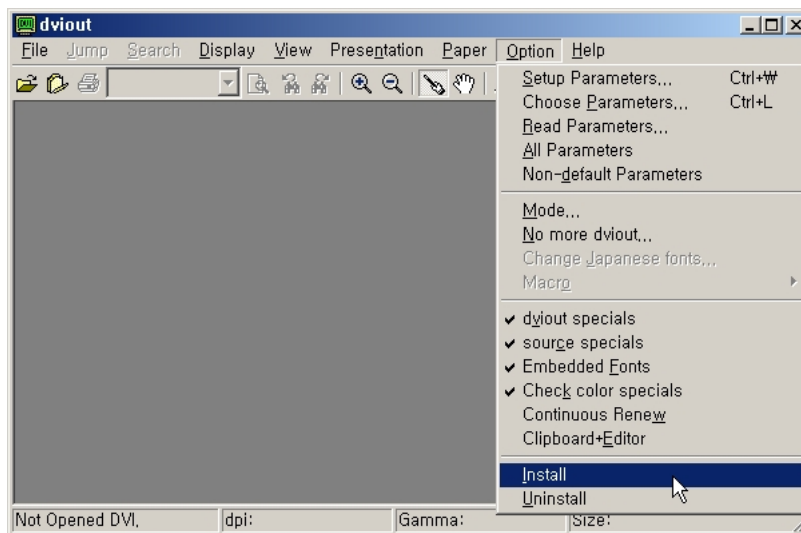 dviout
File Jump Search Display View Presentation Paper Option Help
Setup Parameters... Ctrl+₩
Choose Parameters... Ctrl+L
Read Parameters...
All Parameters
Non-default Parameters
Mode...
No more dviout...
Change Japanese fonts...
Macro
dviout specials
source specials
Embedded Fonts
Check color specials
Continuous Renew
Clipboard+Editor
Install
Uninstall
Not Opened DVI, dpi: Gamma: Size: